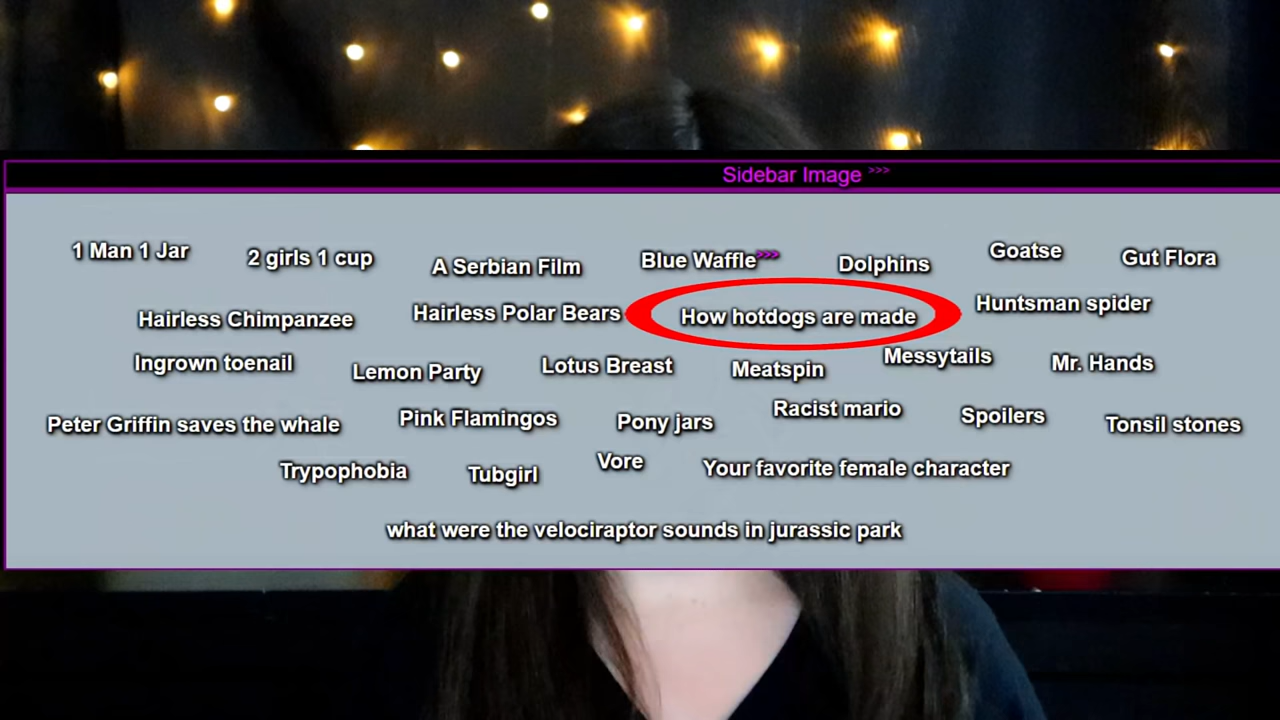 Sidebar Image >>>
1 Man 1 Jar 2 girls 1 cup A Serbian Film Blue Waffle>>> Dolphins Goatse Gut Flora
Hairless Chimpanzee Hairless Polar Bears How hotdogs are made Huntsman spider
Ingrown toenail Lemon Party Lotus Breast Meatspin Messytails Mr. Hands
Peter Griffin saves the whale Pink Flamingos Pony jars Racist mario Spoilers Tonsil stones
Trypophobia Tubgirl Vore Your favorite female character
what were the velociraptor sounds in jurassic park